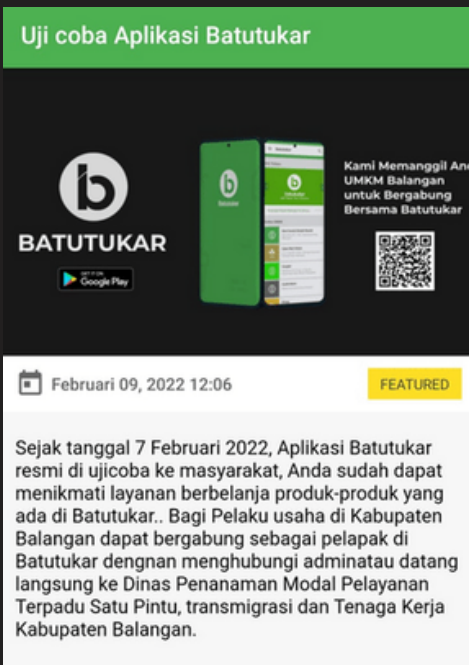 Uji coba Aplikasi Batutukar
BATUTUKAR
GET IT ON
Google Play
Kami Memanggil And
UMKM Balangan
untuk Bergabung
Bersama Batutukar
Februari 09, 2022 12:06
FEATURED
Sejak tanggal 7 Februari 2022, Aplikasi Batutukar
resmi di ujicoba ke masyarakat, Anda sudah dapat
menikmati layanan berbelanja produk-produk yang
ada di Batutukar.. Bagi Pelaku usaha di Kabupaten
Balangan dapat bergabung sebagai pelapak di
Batutukar dengnan menghubungi adminatau datang
langsung ke Dinas Penanaman Modal Pelayanan
Terpadu Satu Pintu, transmigrasi dan Tenaga Kerja
Kabupaten Balangan.